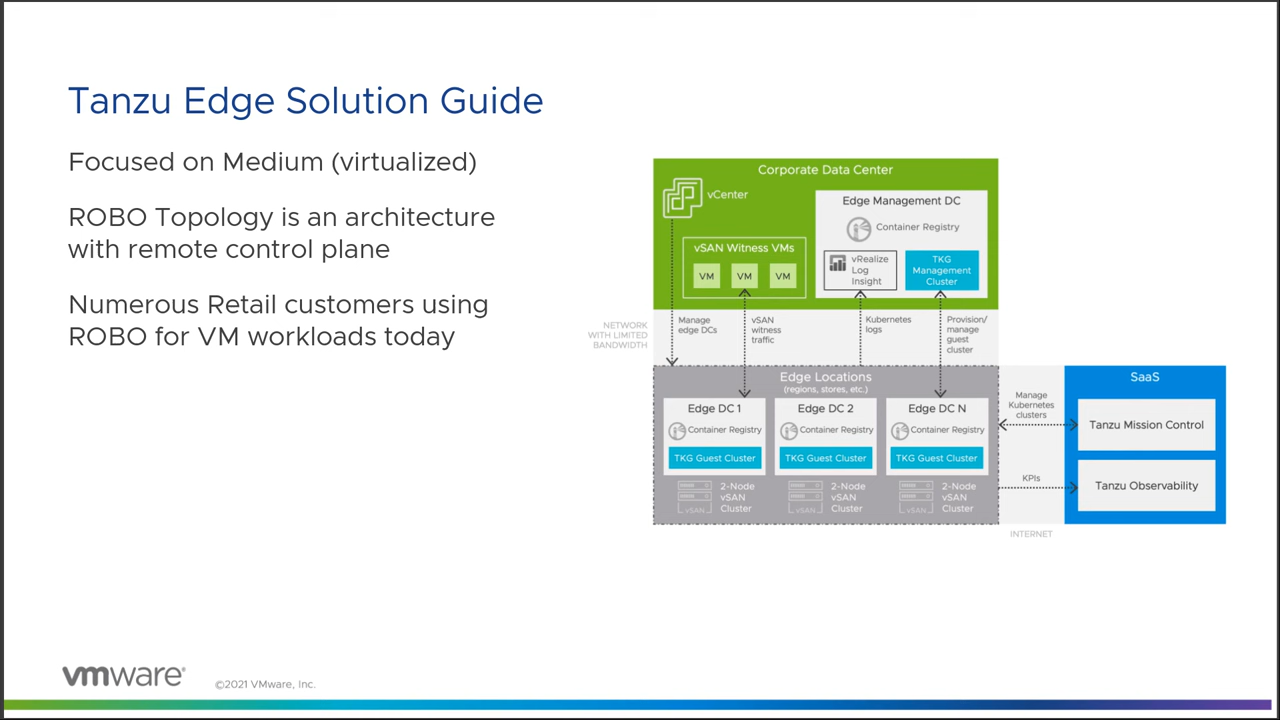 Tanzu Edge Solution Guide
Focused on Medium (virtualized)
ROBO Topology is an architecture
with remote control plane
Numerous Retail customers using
ROBO for VM workloads today
Corporate Data Center
vCenter
vSAN Witness VMs
VM VM VM
Edge Management DC
Container Registry
vRealize
Log
Insight
TKG
Management
Cluster
NETWORK
WITH LIMITED
BANDWIDTH
Manage
edge DCs
vSAN
witness
traffic
Kubernetes
logs
Provision/
manage
guest
cluster
Edge Locations
(regions, stores, etc.)
Edge DC 1
Container Registry
TKG Guest Cluster
vSAN
2-Node
vSAN
Cluster
Edge DC 2
Container Registry
TKG Guest Cluster
vSAN
2-Node
vSAN
Cluster
Edge DC N
Container Registry
TKG Guest Cluster
vSAN
2-Node
vSAN
Cluster
Manage
Kubernetes
clusters
KPIs
INTERNET
SaaS
Tanzu Mission Control
Tanzu Observability
vmware®
©2021 VMware, Inc.